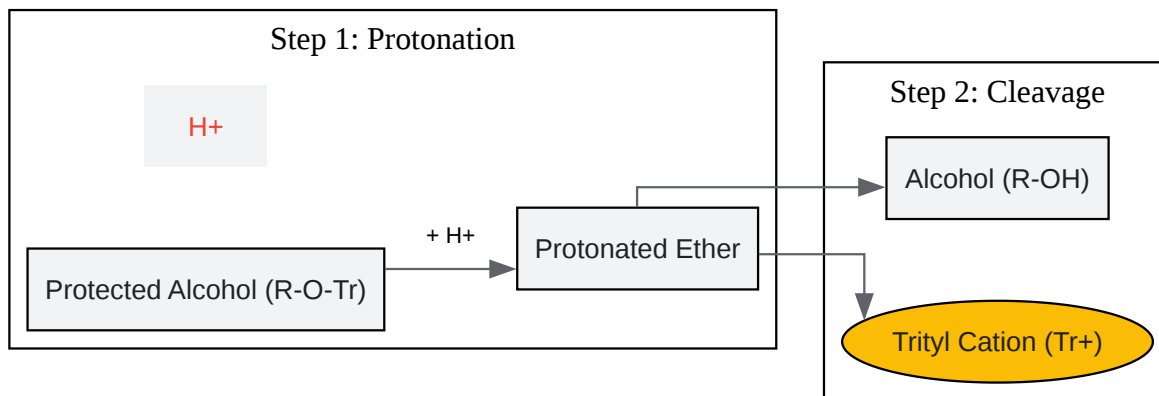 Step 1: Protonation
H+
Protected Alcohol (R-O-Tr)
+ H+
Protonated Ether
Step 2: Cleavage
Alcohol (R-OH)
Trityl Cation (Tr+)